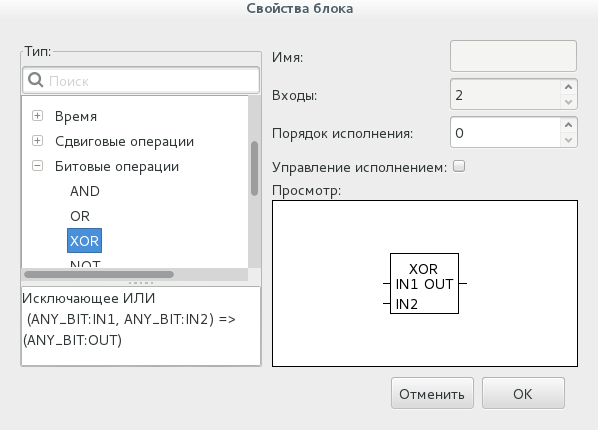 Свойства блока
Тип:
Поиск
Время
Сдвиговые операции
Битовые операции
AND
OR
XOR
NOT
Исключающее ИЛИ
(ANY_BIT:IN1, ANY_BIT:IN2) =>
(ANY_BIT:OUT)
Имя:
Входы: 2
Порядок исполнения: 0
Управление исполнением:
Просмотр:
XOR
IN1 OUT
IN2
Отменить OK